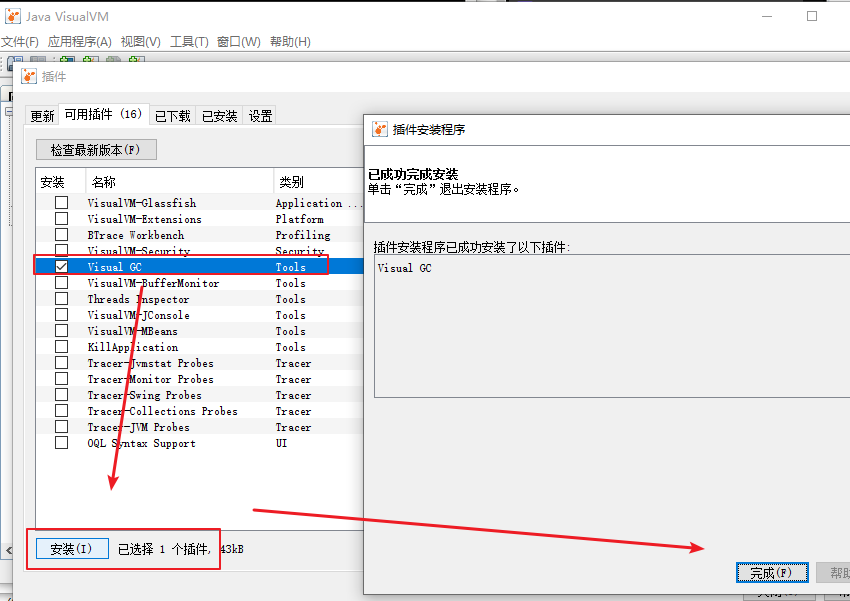 Java VisualVM
文件(F) 应用程序(A) 视图(V) 工具(T) 窗口(W) 帮助(H)
插件
更新 可用插件 (16) 已下载 已安装 设置
检查最新版本(F)
安装 名称 类别
VisualVM-Glassfish Application ...
VisualVM-Extensions Platform
BTrace Workbench Profiling
VisualVM-Security Security
Visual GC Tools
VisualVM-BufferMonitor Tools
Threads Inspector Tools
VisualVM-JConsole Tools
VisualVM-MBeans Tools
KillApplication Tools
Tracer-Jvmstat Probes Tracer
Tracer-Monitor Probes Tracer
Tracer-Swing Probes Tracer
Tracer-Collections Probes Tracer
Tracer-JVM Probes Tracer
OQL Syntax Support UI
安装(I) 已选择 1 个插件, 43kB
插件安装程序
已成功完成安装
单击“完成”退出安装程序。
插件安装程序已成功安装了以下插件:
Visual GC
完成(F)